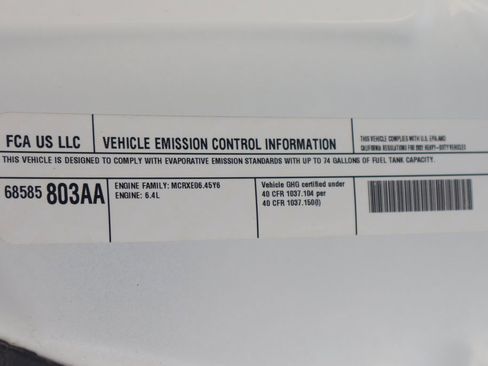 FCA US LLC
VEHICLE EMISSION CONTROL INFORMATION
THIS VEHICLE COMPLIES WITH U.S. EPA AND
CALIFORNIA REGULATIONS FOR 2021 HEAVY-DUTY VEHICLES
THIS VEHICLE IS DESIGNED TO COMPLY WITH EVAPORATIVE EMISSION STANDARDS WITH UP TO 74 GALLONS OF FUEL TANK CAPACITY.
68585 803AA
ENGINE FAMILY: MCRXE06.45Y6
ENGINE: 6.4L
Vehicle GHG certified under
40 CFR 1037.104 per
40 CFR 1037.150(l)